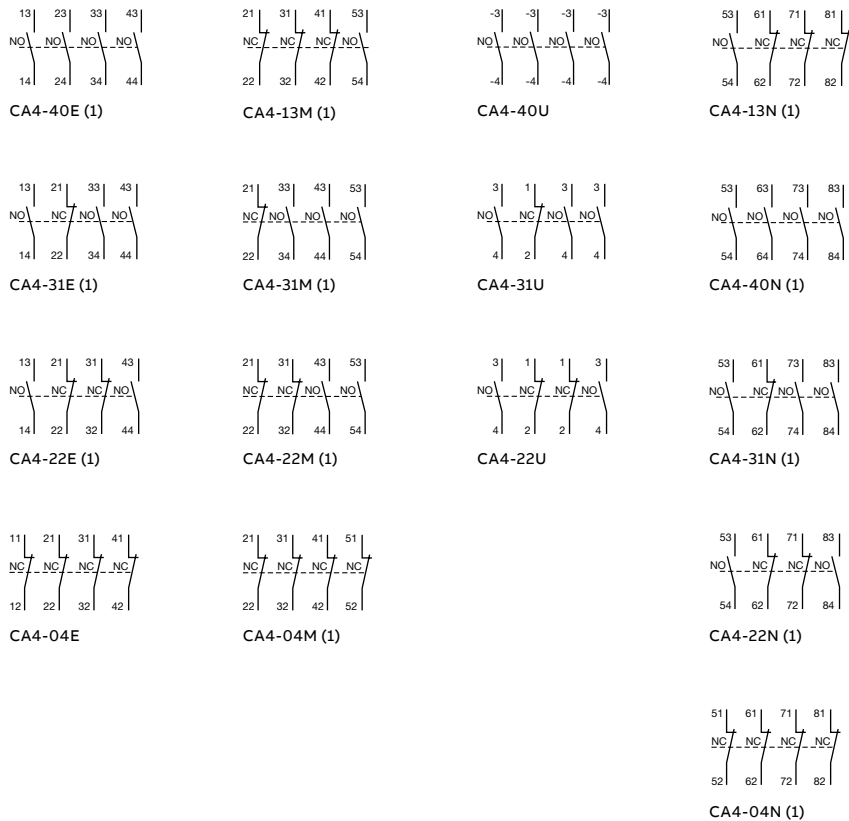 13 23 33 43
NO NO NO NO
14 24 34 44
CA4-40E (1)
21 31 41 53
NC NC NC NO
22 32 42 54
CA4-13M (1)
-3 -3 -3 -3
NO NO NO NO
-4 -4 -4 -4
CA4-40U
53 61 71 81
NO NC NC NC
54 62 72 82
CA4-13N (1)
13 21 33 43
NO NC NO NO
14 22 34 44
CA4-31E (1)
21 33 43 53
NC NO NO NO
22 34 44 54
CA4-31M (1)
3 1 3 3
NO NC NO NO
4 2 4 4
CA4-31U
53 63 73 83
NO NO NO NO
54 64 74 84
CA4-40N (1)
13 21 31 43
NO NC NC NO
14 22 32 44
CA4-22E (1)
21 31 43 53
NC NC NO NO
22 32 44 54
CA4-22M (1)
3 1 1 3
NO NC NC NO
4 2 2 4
CA4-22U
53 61 73 83
NO NC NO NO
54 62 74 84
CA4-31N (1)
11 21 31 41
NC NC NC NC
12 22 32 42
CA4-04E
21 31 41 51
NC NC NC NC
22 32 42 52
CA4-04M (1)
53 61 71 83
NO NC NC NO
54 62 72 84
CA4-22N (1)
51 61 71 81
NC NC NC NC
52 62 72 82
CA4-04N (1)